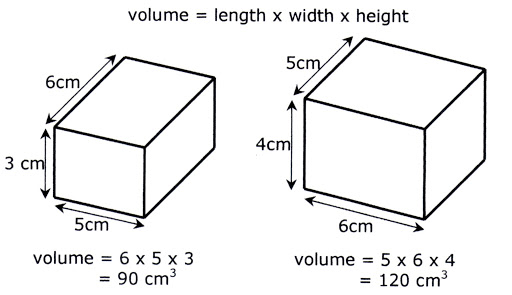 volume = length x width x height
6cm
3 cm
5cm
volume = 6 x 5 x 3
= 90 cm³
5cm
4cm
6cm
volume = 5 x 6 x 4
= 120 cm³